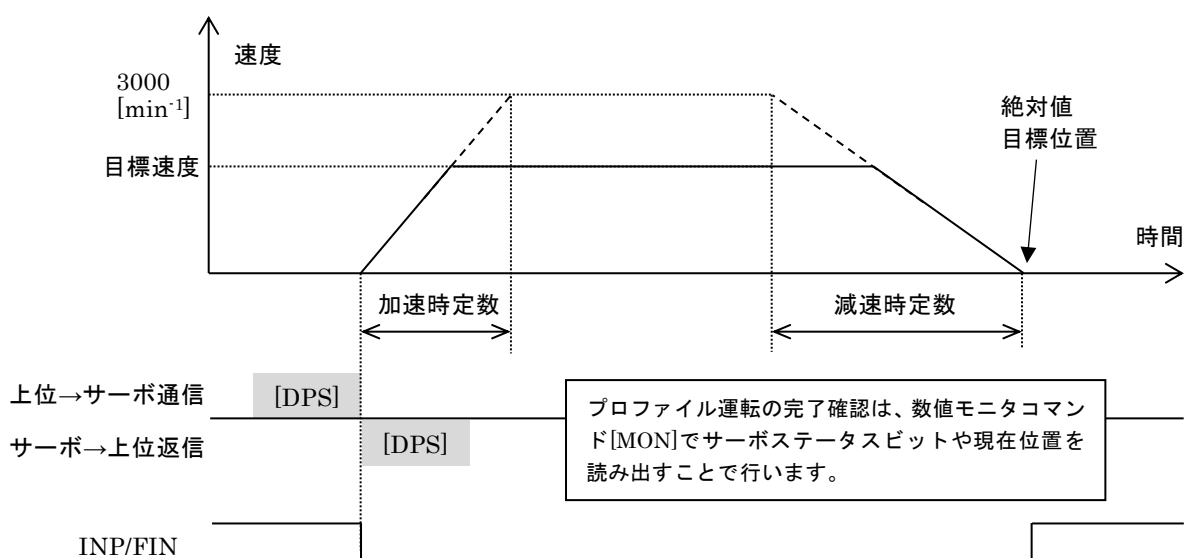 速度
3000
[min⁻¹]
絶対値
目標位置
目標速度
時間
加速時定数
減速時定数
上位→サーボ通信
[DPS]
サーボ→上位返信
[DPS]
プロファイル運転の完了確認は、数値モニタコマン
ド[MON]でサーボステータスビットや現在位置を
読み出すことで行います。
INP/FIN